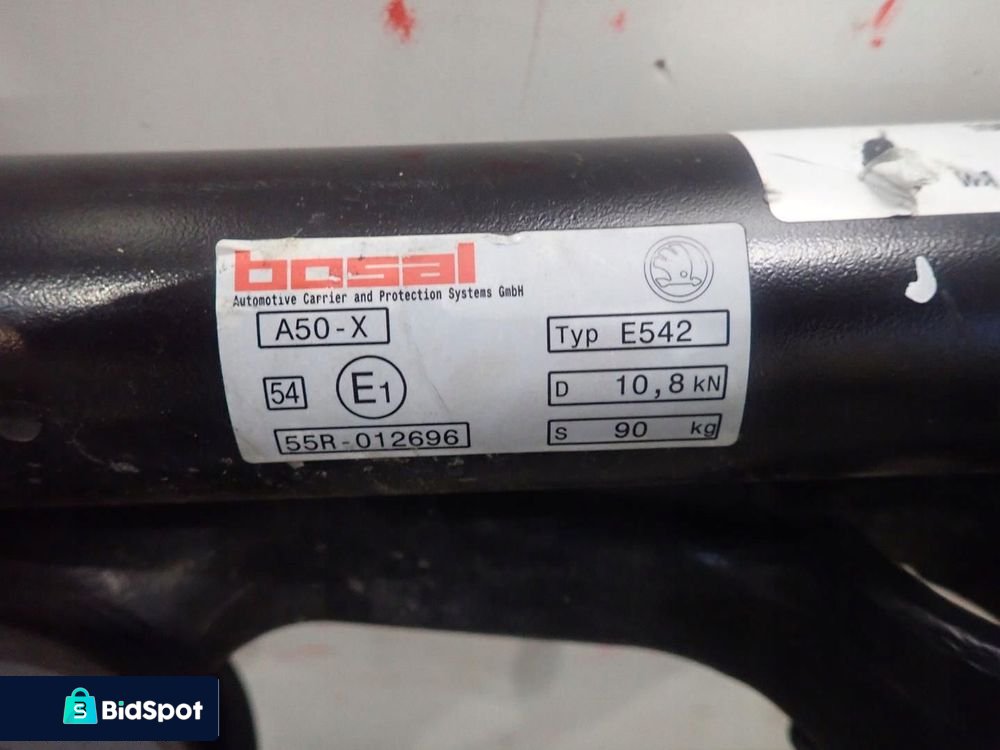 bosal
Automotive Carrier and Protection Systems GmbH
A50-X
Typ E542
54
E1
D 10,8 kN
55R-012696
S 90 kg
BidSpot